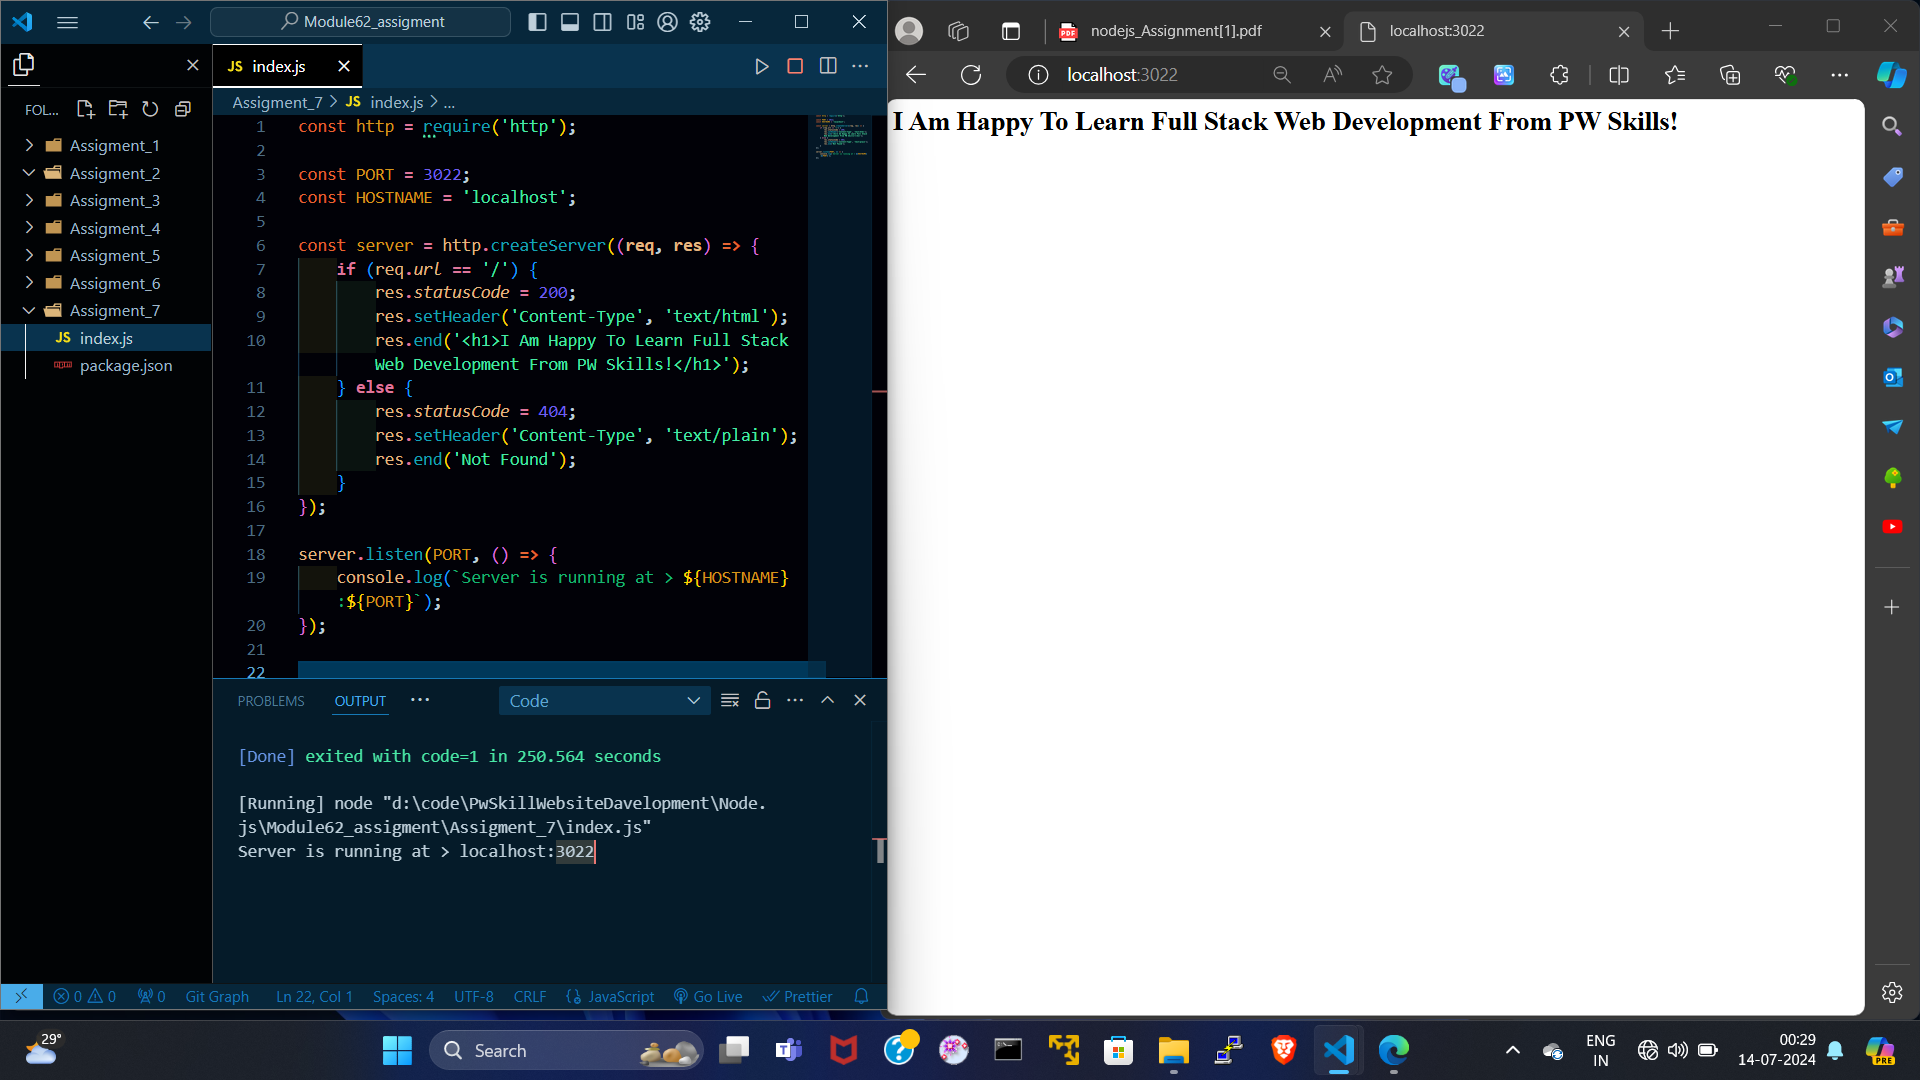 Module62_assigment
index.js
FOL...
Assigment_1
Assigment_2
Assigment_3
Assigment_4
Assigment_5
Assigment_6
Assigment_7
JS index.js
package.json
JS index.js
Assigment_7 > JS index.js > ...
1 const http = require('http');
2
3 const PORT = 3022;
4 const HOSTNAME = 'localhost';
5
6 const server = http.createServer((req, res) => {
7 if (req.url == '/') {
8 res.statusCode = 200;
9 res.setHeader('Content-Type', 'text/html');
10 res.end('<h1>I Am Happy To Learn Full Stack
Web Development From PW Skills!</h1>');
11 } else {
12 res.statusCode = 404;
13 res.setHeader('Content-Type', 'text/plain');
14 res.end('Not Found');
15 }
16 });
17
18 server.listen(PORT, () => {
19 console.log(`Server is running at > ${HOSTNAME}
:${PORT}`);
20 });
21
22
PROBLEMS OUTPUT ··· Code
[Done] exited with code=1 in 250.564 seconds
[Running] node "d:\code\PwSkillWebsiteDavelopment\Node.
js\Module62_assigment\Assigment_7\index.js"
Server is running at > localhost:3022
0 0 0 Git Graph Ln 22, Col 1 Spaces: 4 UTF-8 CRLF {} JavaScript Go Live Prettier
nodejs_Assignment[1].pdf
localhost:3022
localhost:3022
I Am Happy To Learn Full Stack Web Development From PW Skills!
29°
Search
ENG
IN
00:29
14-07-2024
PRE